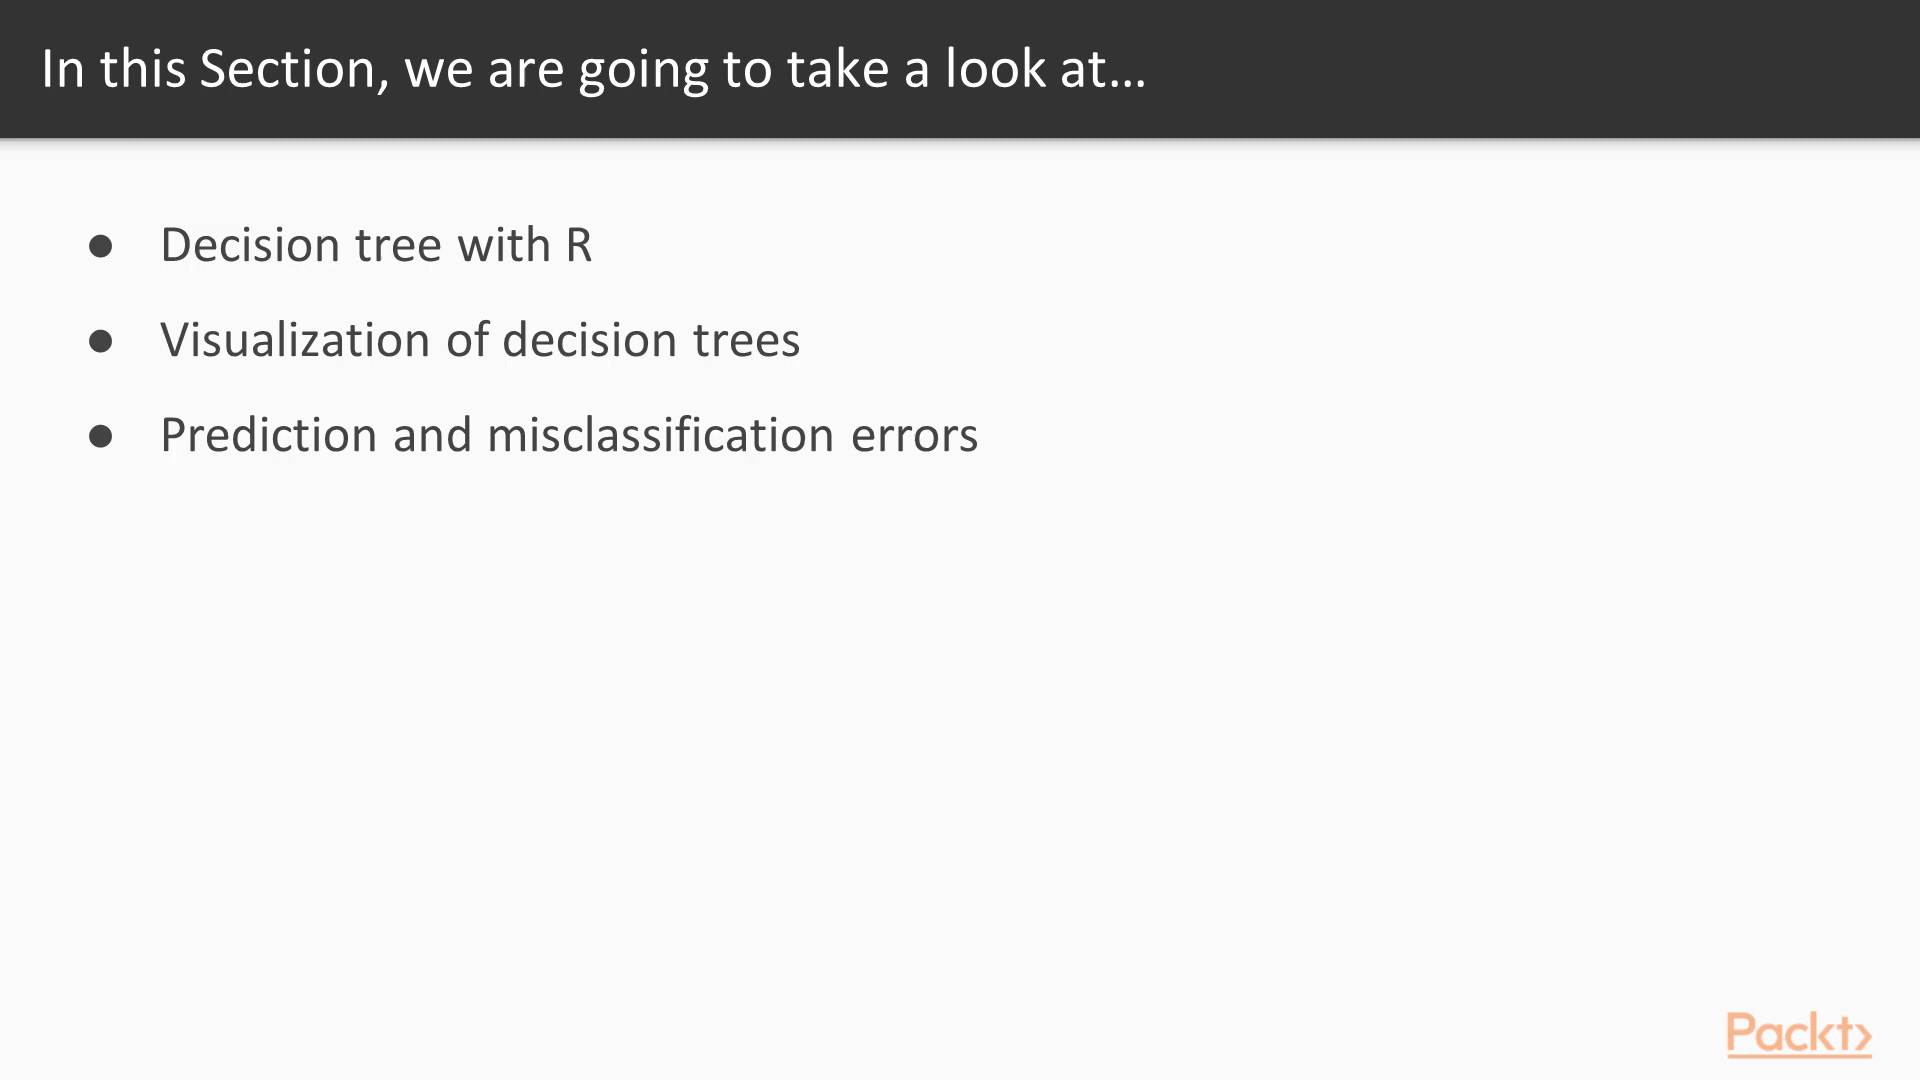 In this Section, we are going to take a look at...
● Decision tree with R
● Visualization of decision trees
● Prediction and misclassification errors
Packt>